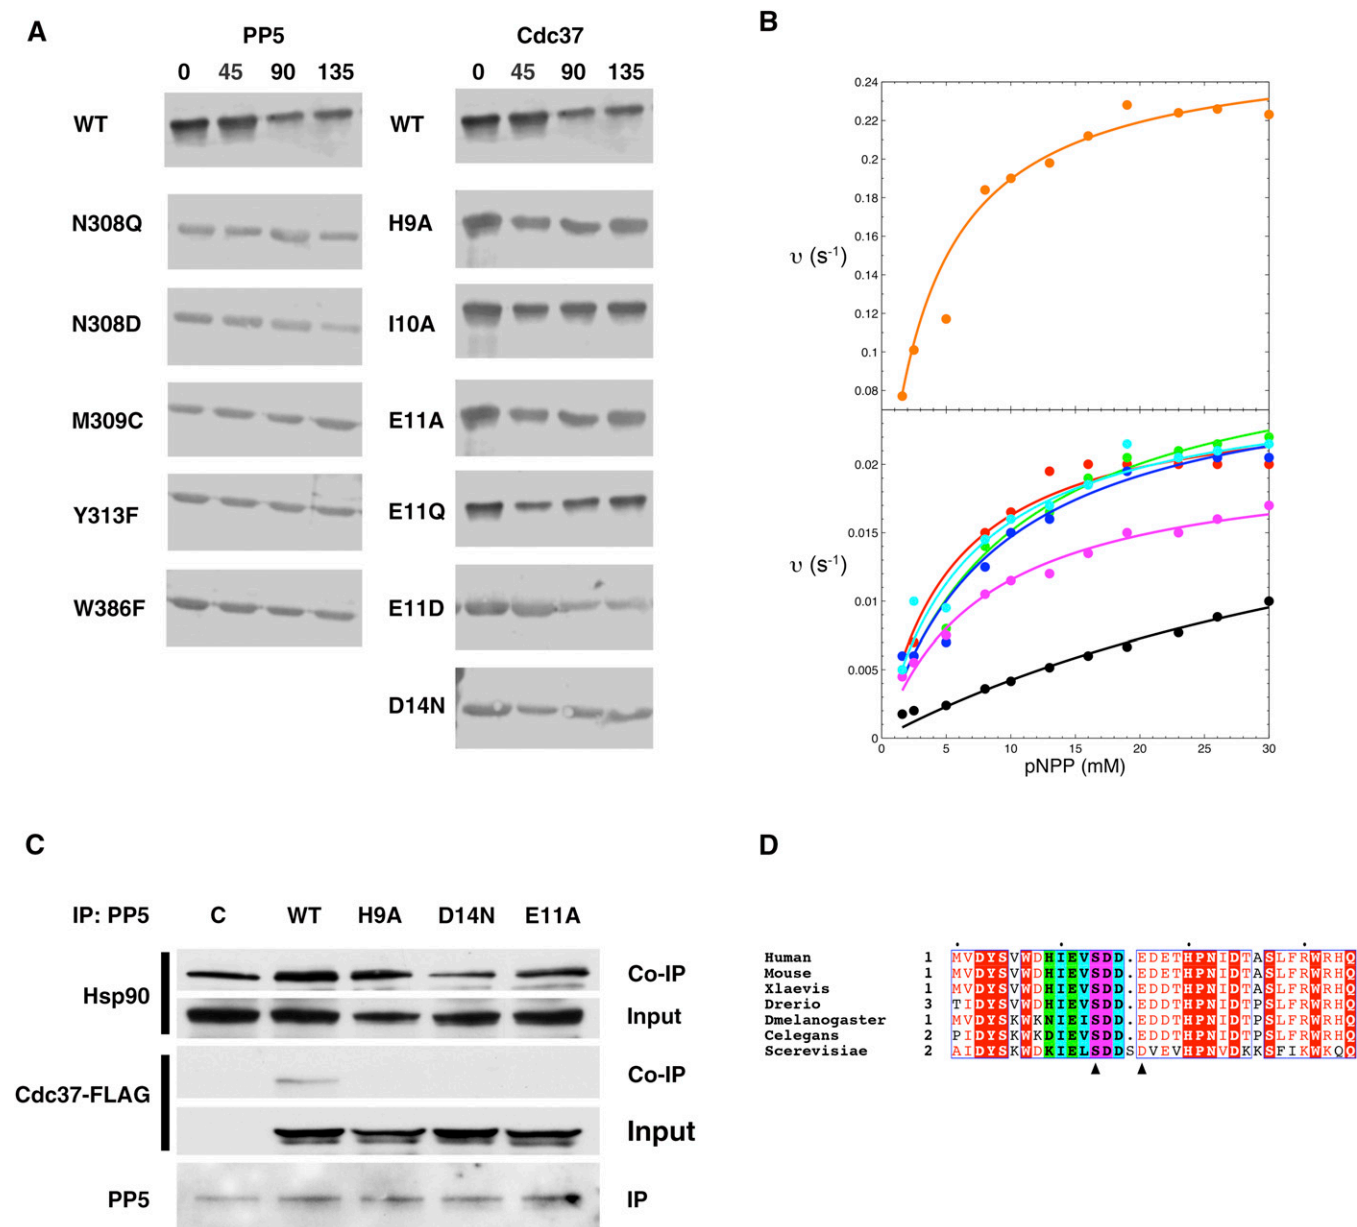 A
PP5
Cdc37
0 45 90 135
0 45 90 135
WT
WT
N308Q
H9A
N308D
I10A
M309C
E11A
Y313F
E11Q
W386F
E11D
D14N
B
0.24
0.22
0.2
0.18
0.16
υ (s-1)
0.14
0.12
0.1
0.08
0.02
0.015
υ (s-1)
0.01
0.005
0
0 5 10 15 20 25 30
pNPP (mM)
C
IP: PP5 C WT H9A D14N E11A
Hsp90
Co-IP
Input
Cdc37-FLAG
Co-IP
Input
PP5
IP
D
Human 1 MVDYSVWDHIEVSDD.EDETHPNIDTASLFRWRHQ
Mouse 1 MVDYSVWDHIEVSDD.EDETHPNIDTASLFRWRHQ
Xlaevis 1 MVDYSVWDHIEVSDD.EDDTHPNIDTASLFRWRHQ
Drerio 3 TIDYSVWDHIEVSDD.EDDTHPNIDTASLFRWRHQ
Dmelanogaster 1 MVDYSKWKNIEISDD.EDDTHPNIDTPSLFRWRHQ
Celegans 2 PIDYSKWDKIEVSDD.EDDTHPNIDTPSLFRWRHQ
Scerevisiae 2 AIDYSKWDKIELSDDSDVEVHPNVDKKSFIKWKQQ